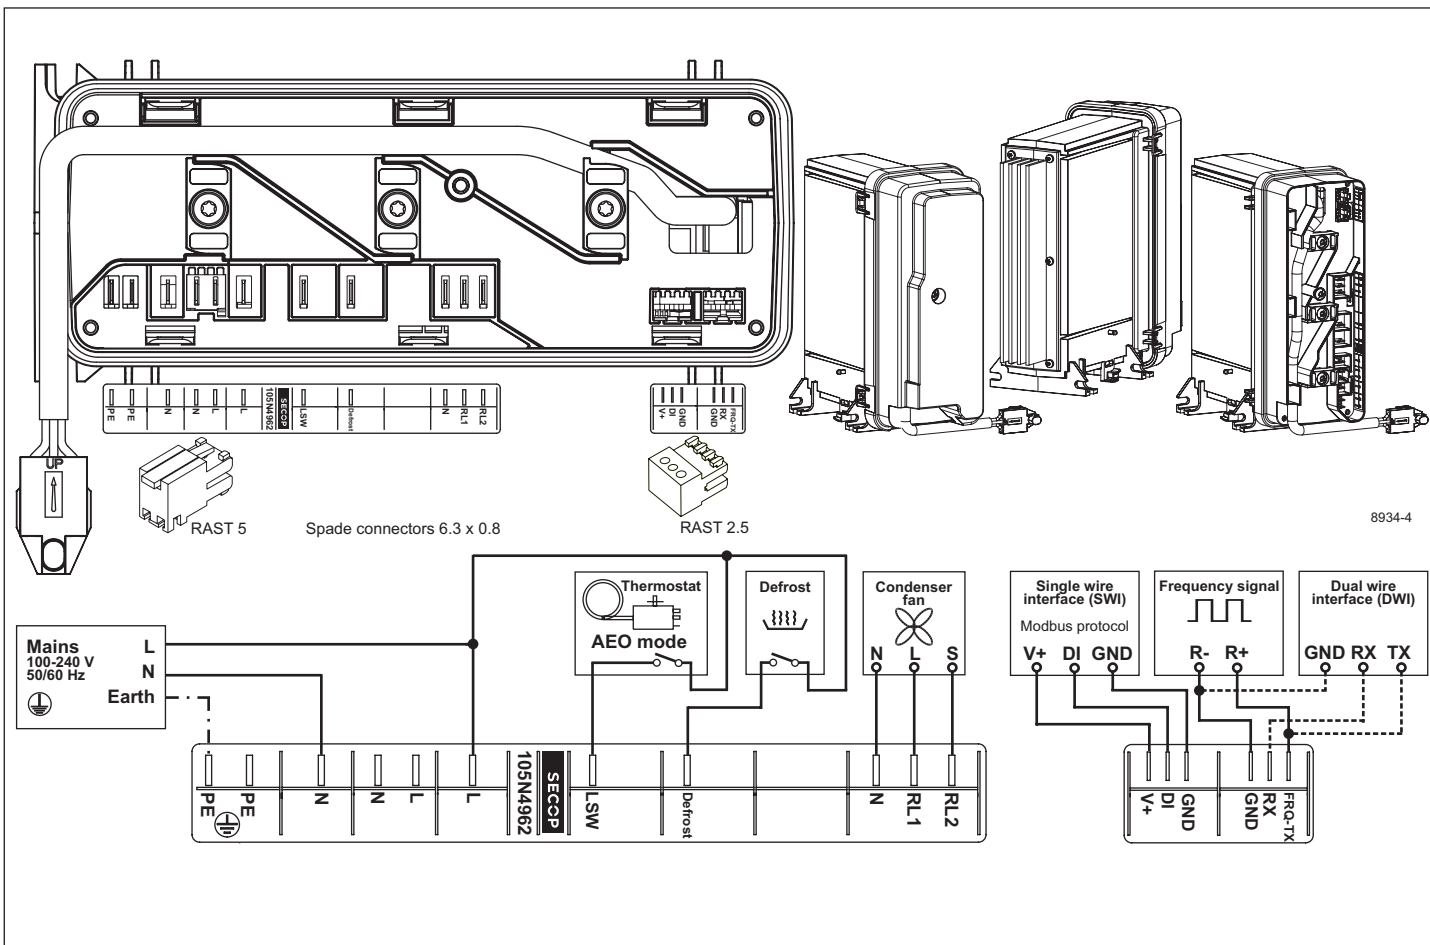 PE
PE
N
N
L
L
105N4962
SECOP
LSW
Defrost
N
RL1
RL2
V+
DI
GND
GND
RX
FRQ-TX
UP
RAST 5
Spade connectors 6.3 x 0.8
RAST 2.5
8934-4
Mains
100-240 V
50/60 Hz
L
N
Earth
Thermostat
AEO mode
Defrost
Condenser
fan
N L S
Single wire
interface (SWI)
Modbus protocol
V+ DI GND
Frequency signal
R- R+
Dual wire
interface (DWI)
GND RX TX
PE
PE
N
N
L
L
105N4962
SECOP
LSW
Defrost
N
RL1
RL2
V+
DI
GND
GND
RX
FRQ-TX